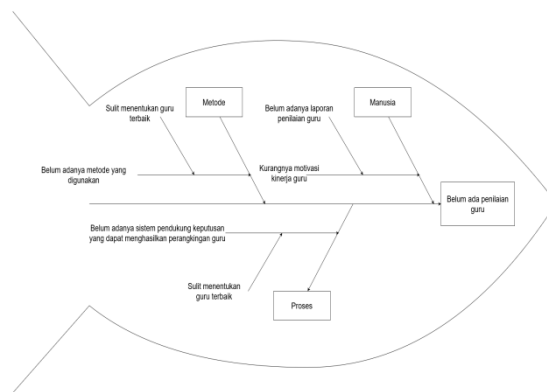 Metode
Manusia
Sulit menentukan guru
terbaik
Belum adanya laporan
penilaian guru
Belum adanya metode yang
digunakan
Kurangnya motivasi
kinerja guru
Belum ada penilaian
guru
Belum adanya sistem pendukung keputusan
yang dapat menghasilkan perangkingan guru
Sulit menentukan
guru terbaik
Proses